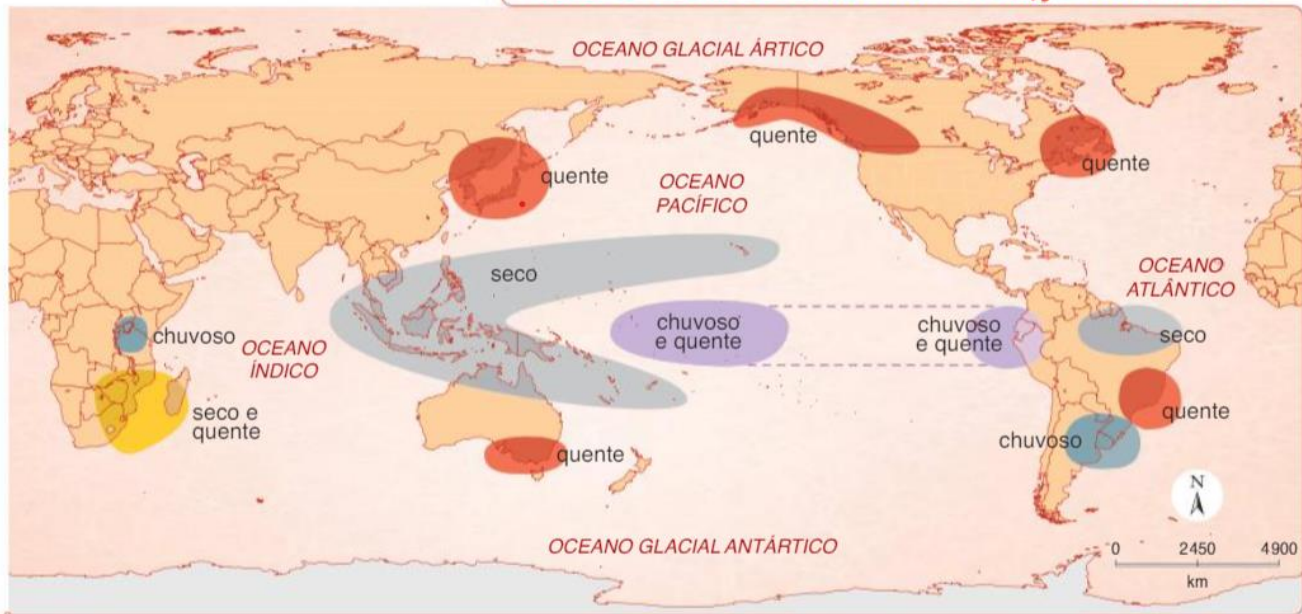 OCEANO GLACIAL ÁRTICO
quente
quente
quente
OCEANO
PACÍFICO
seco
OCEANO
ATLÂNTICO
chuvoso
OCEANO
ÍNDICO
chuvoso
e quente
chuvoso
e quente
seco
seco e
quente
quente
chuvoso
quente
N
OCEANO GLACIAL ANTÁRTICO
0 2450 4900
km